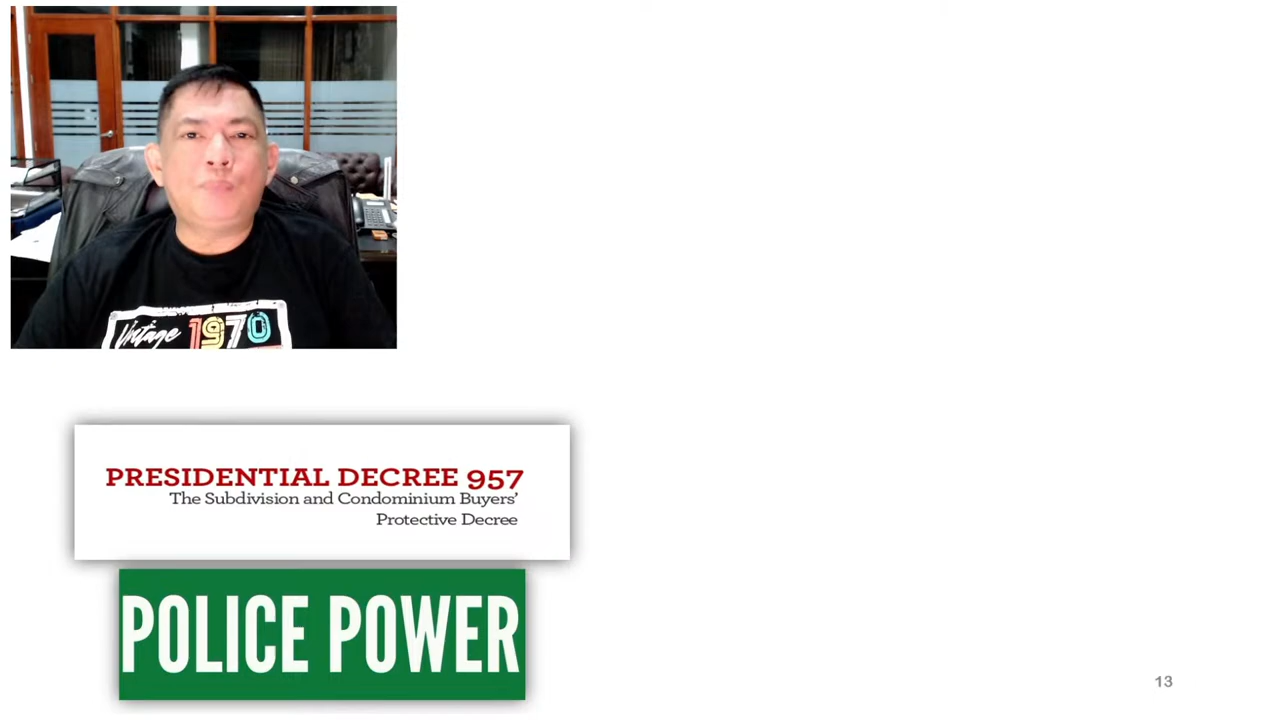 Vintage 1970
PRESIDENTIAL DECREE 957
The Subdivision and Condominium Buyers'
Protective Decree
POLICE POWER
13